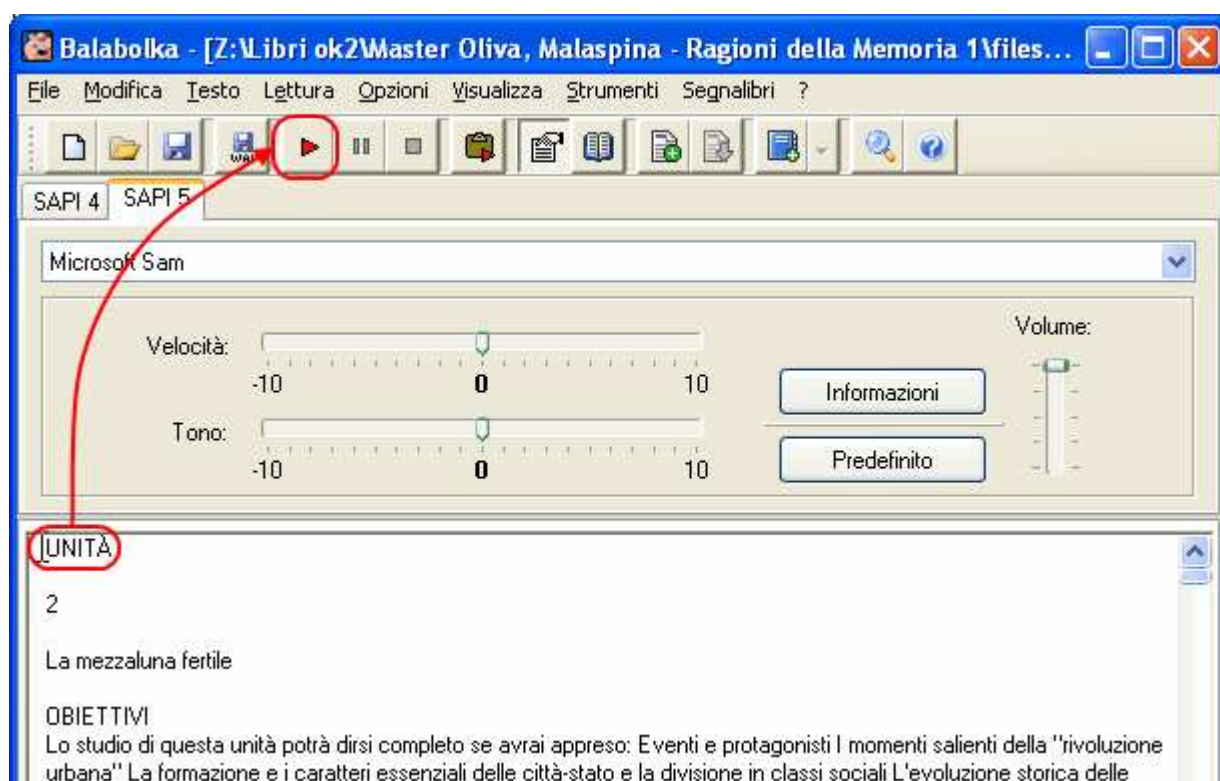 Balabolka - [Z:\Libri ok2\Master Oliva, Malaspina - Ragioni della Memoria 1\files...
File Modifica Testo Lettura Opzioni Visualizza Strumenti Segnalibri ?
WAV
SAPI 4 SAPI 5
Microsoft Sam
Volume:
Velocità:
-10 0 10
Informazioni
Tono:
-10 0 10
Predefinito
UNITÀ
2
La mezzaluna fertile
OBIETTIVI
Lo studio di questa unità potrà dirsi completo se avrai appreso: Eventi e protagonisti I momenti salienti della "rivoluzione
urbana" La formazione e i caratteri essenziali delle città-stato e la divisione in classi sociali L'evoluzione storica delle